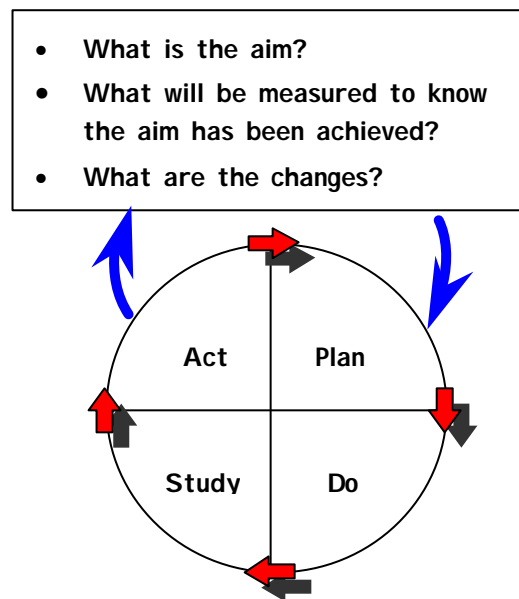 • What is the aim?
• What will be measured to know
the aim has been achieved?
• What are the changes?
Act Plan
Study Do